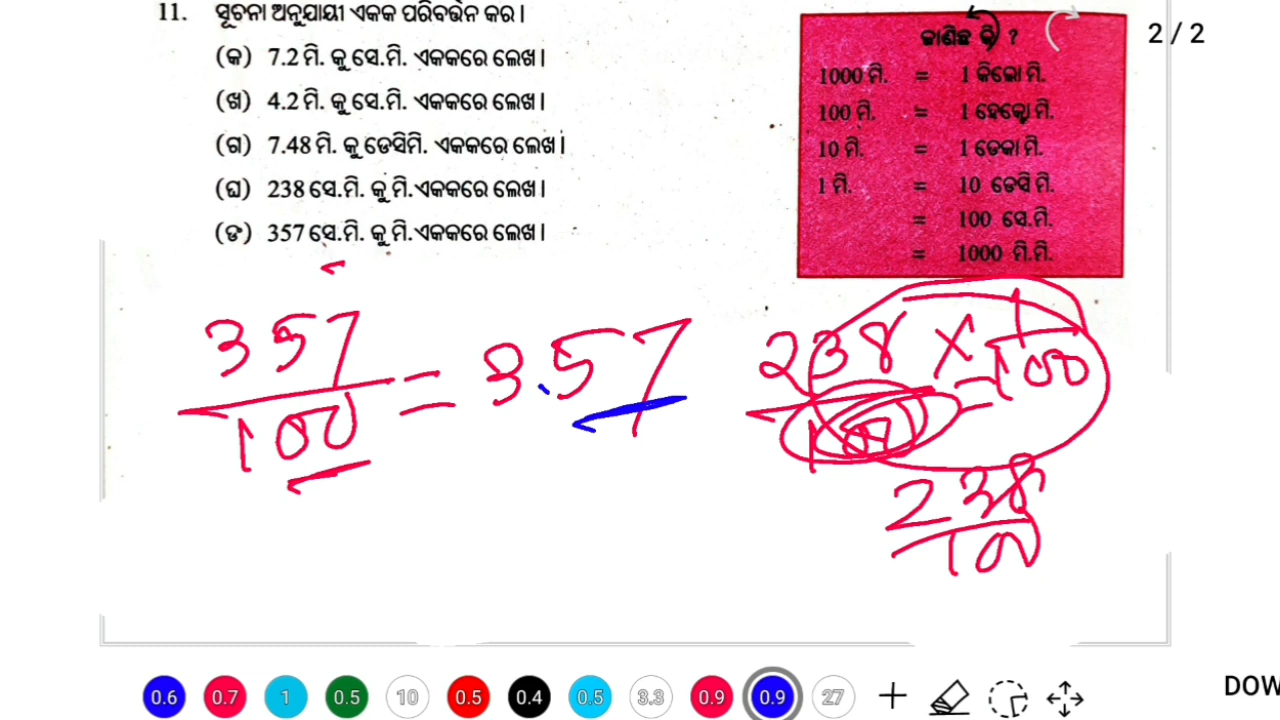 11. ସୂଚନା ଅନୁଯାୟୀ ଏକକ ପରିବର୍ତ୍ତନ କର।
(କ) 7.2 ମି. କୁ ସେ.ମି. ଏକକରେ ଲେଖ।
(ଖ) 4.2 ମି. କୁ ସେ.ମି. ଏକକରେ ଲେଖ।
(ଗ) 7.48 ମି. କୁ ଡେସିମି. ଏକକରେ ଲେଖ।
(ଘ) 238 ସେ.ମି. କୁ ମି. ଏକକରେ ଲେଖ।
(ଙ) 357 ସେ.ମି. କୁ ମି. ଏକକରେ ଲେଖ।
ଜାଣିଛ କି ?
1000 ମି. = 1 କିଲୋ ମି.
100 ମି. = 1 ହେକ୍ଟୋ ମି.
10 ମି. = 1 ଡେକା ମି.
1 ମି. = 10 ଡେସି ମି.
= 100 ସେ.ମି.
= 1000 ମି.ମି.
2 / 2
357
100
= 3.57
238 × 1
100 = 100
238
100
0.6 0.7 1 0.5 10 0.5 0.4 0.5 3.3 0.9 0.9 27
DOW